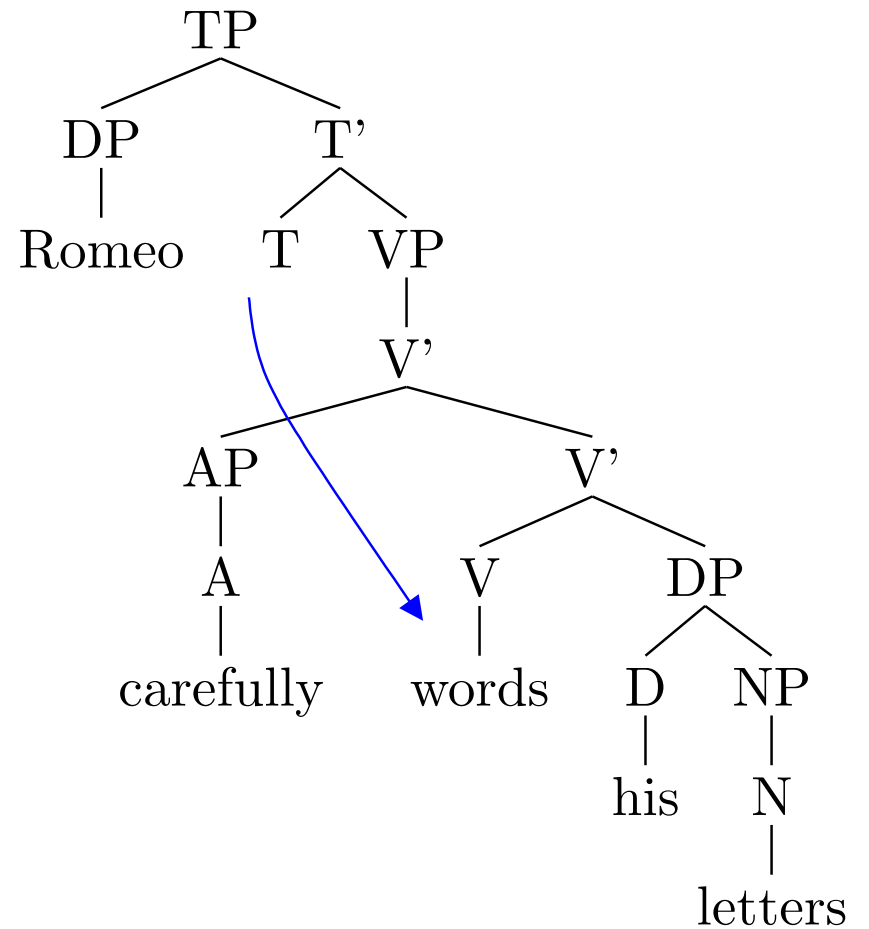 TP
DP T’
Romeo T VP
V’
AP V’
A V DP
carefully words D NP
his N
letters